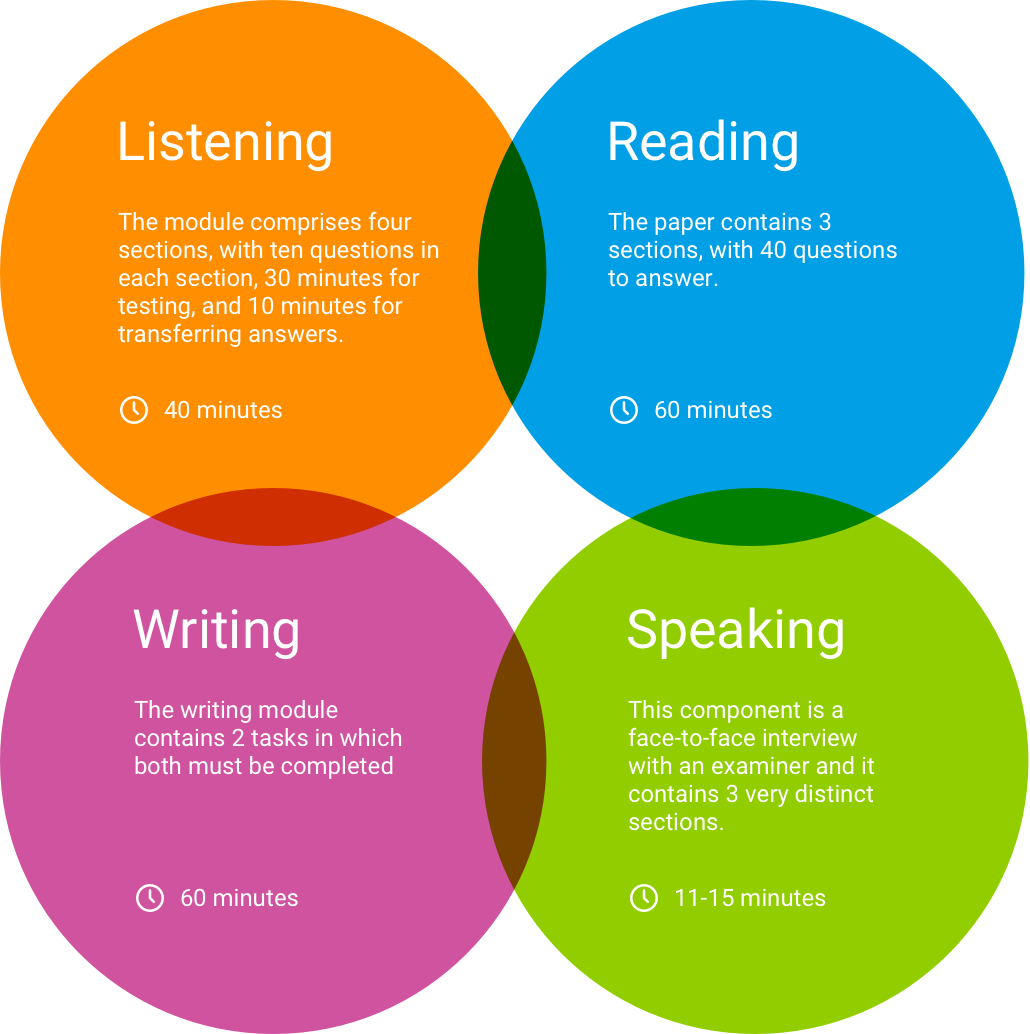 Listening
The module comprises four
sections, with ten questions in
each section, 30 minutes for
testing, and 10 minutes for
transferring answers.
40 minutes
Reading
The paper contains 3
sections, with 40 questions
to answer.
60 minutes
Writing
The writing module
contains 2 tasks in which
both must be completed
60 minutes
Speaking
This component is a
face-to-face interview
with an examiner and it
contains 3 very distinct
sections.
11-15 minutes